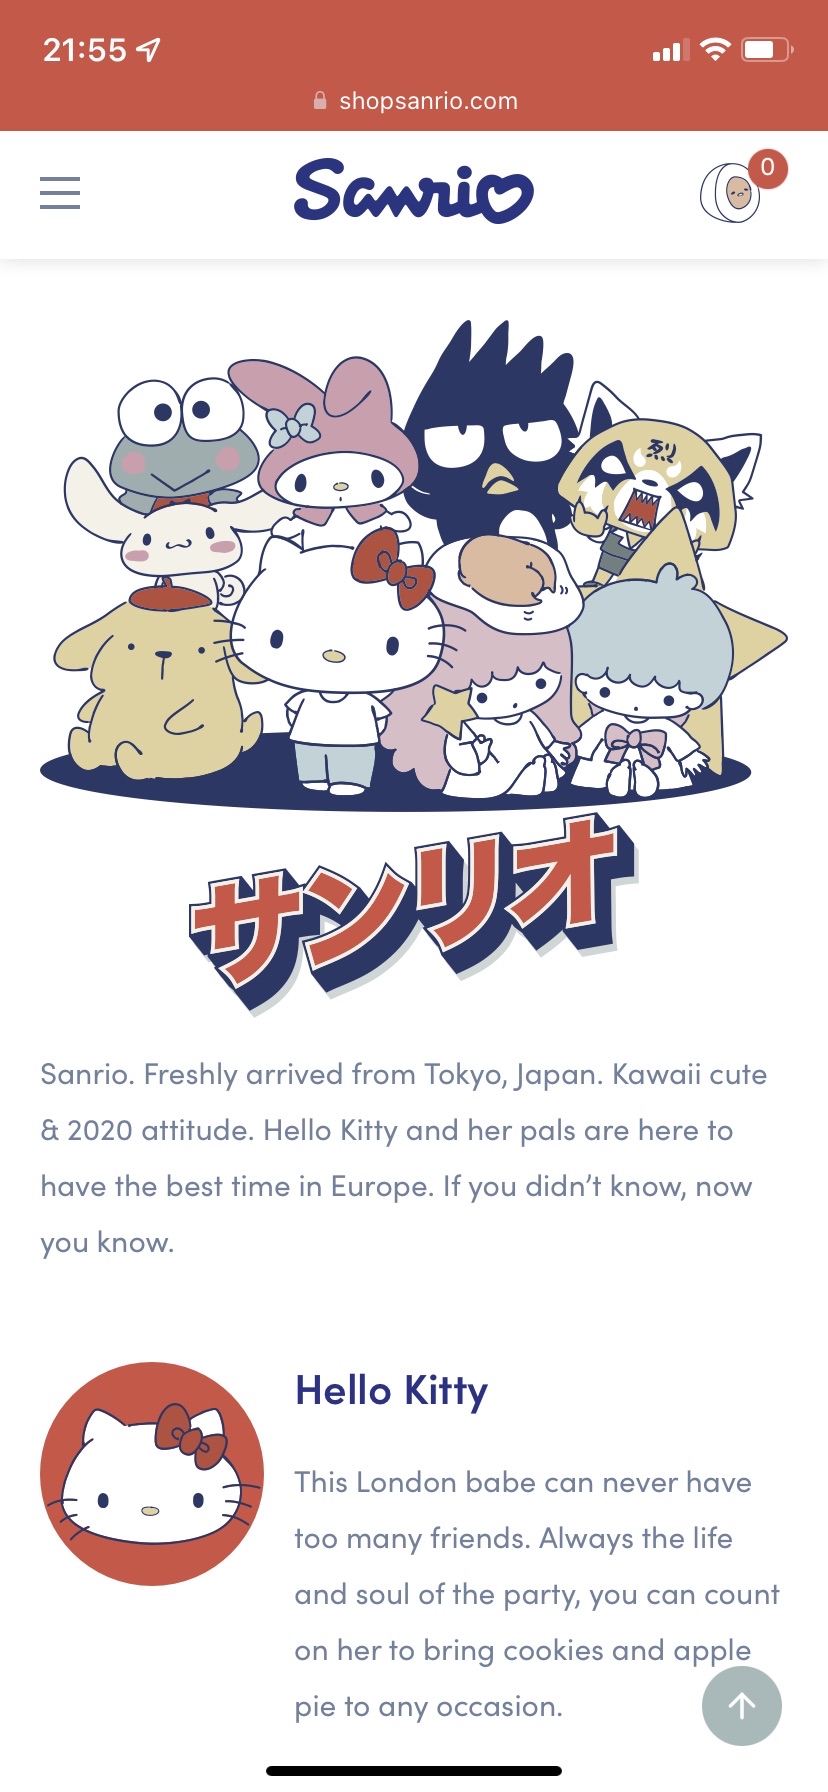 21:55
shopsanrio.com
Sanrio
0
烈
サンリオ
Sanrio. Freshly arrived from Tokyo, Japan. Kawaii cute
& 2020 attitude. Hello Kitty and her pals are here to
have the best time in Europe. If you didn’t know, now
you know.
Hello Kitty
This London babe can never have
too many friends. Always the life
and soul of the party, you can count
on her to bring cookies and apple
pie to any occasion.